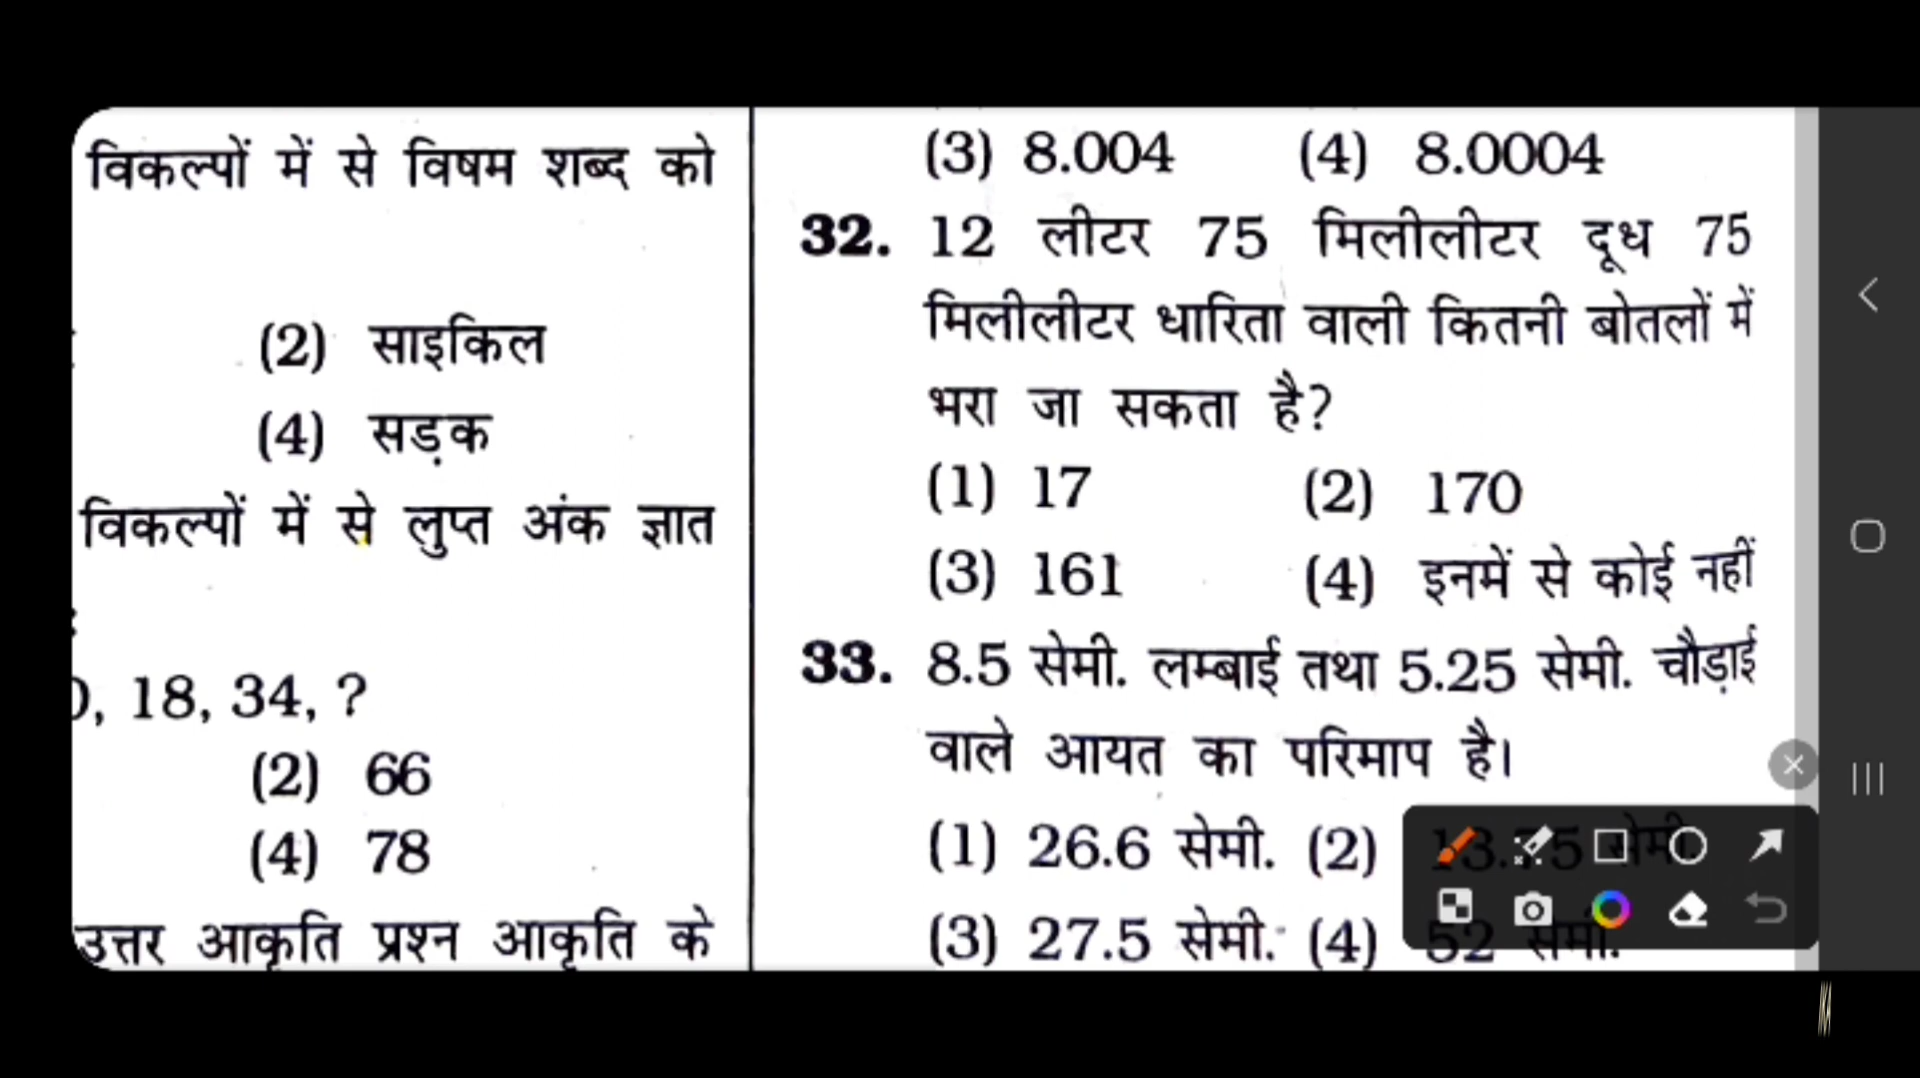 विकल्पों में से विषम शब्द को
(2) साइकिल
(4) सड़क
विकल्पों में से लुप्त अंक ज्ञात
, 18, 34, ?
(2) 66
(4) 78
उत्तर आकृति प्रश्न आकृति के
(3) 8.004 (4) 8.0004
32. 12 लीटर 75 मिलीलीटर दूध 75
मिलीलीटर धारिता वाली कितनी बोतलों में
भरा जा सकता है?
(1) 17 (2) 170
(3) 161 (4) इनमें से कोई नहीं
33. 8.5 सेमी. लम्बाई तथा 5.25 सेमी. चौड़ाई
वाले आयत का परिमाप है।
(1) 26.6 सेमी. (2) 13.75 सेमी.
(3) 27.5 सेमी. (4) 52 सेमी.